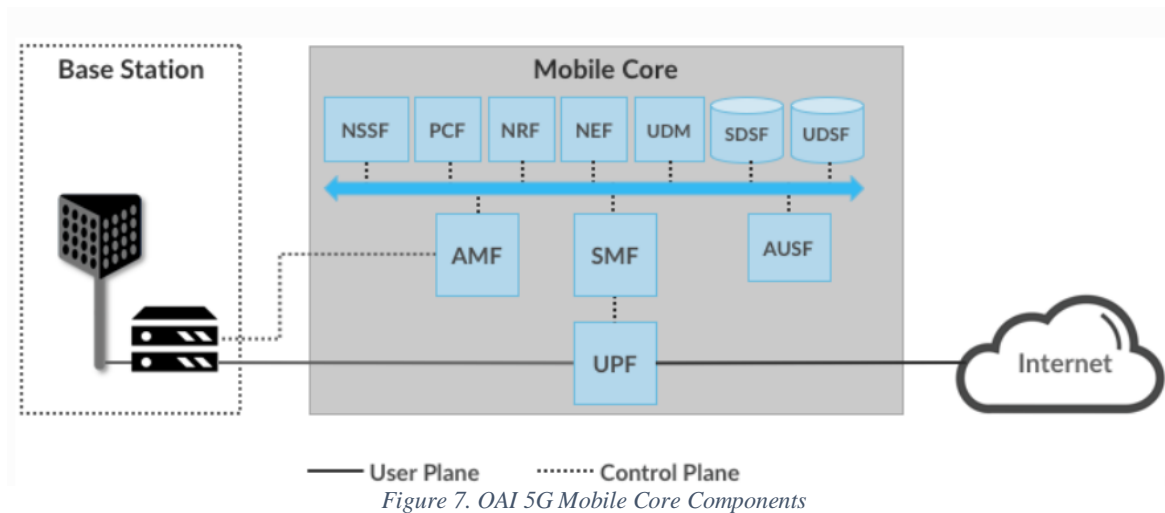 Base Station
Mobile Core
NSSF
PCF
NRF
NEF
UDM
SDSF
UDSF
AMF
SMF
AUSF
UPF
Internet
User Plane
Control Plane
Figure 7. OAI 5G Mobile Core Components